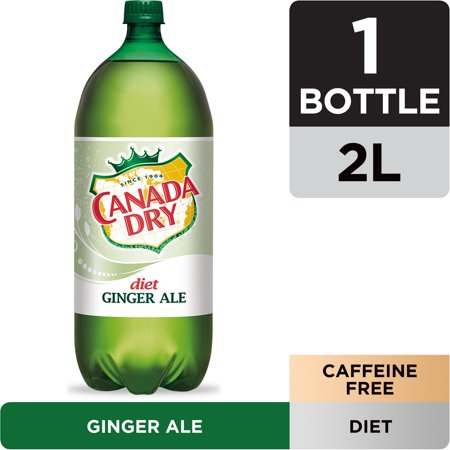 1
BOTTLE
2L
SINCE 1904
CANADA
DRY
diet
GINGER ALE
CAFFEINE
FREE
GINGER ALE
DIET